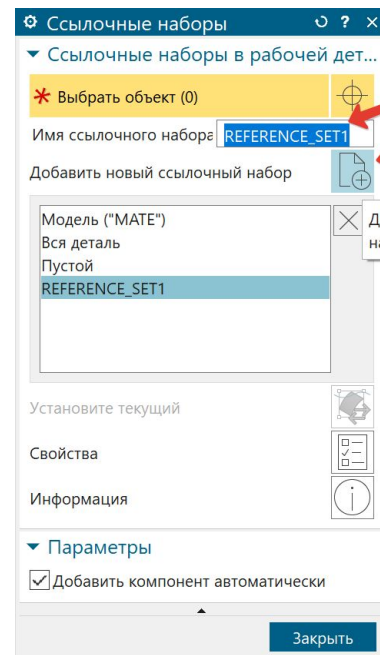 Ссылочные наборы
Ссылочные наборы в рабочей дет...
* Выбрать объект (0)
Имя ссылочного набора REFERENCE_SET1
Добавить новый ссылочный набор
Модель ("MATE")
Вся деталь
Пустой
REFERENCE_SET1
Установите текущий
Свойства
Информация
Параметры
Добавить компонент автоматически
Закрыть